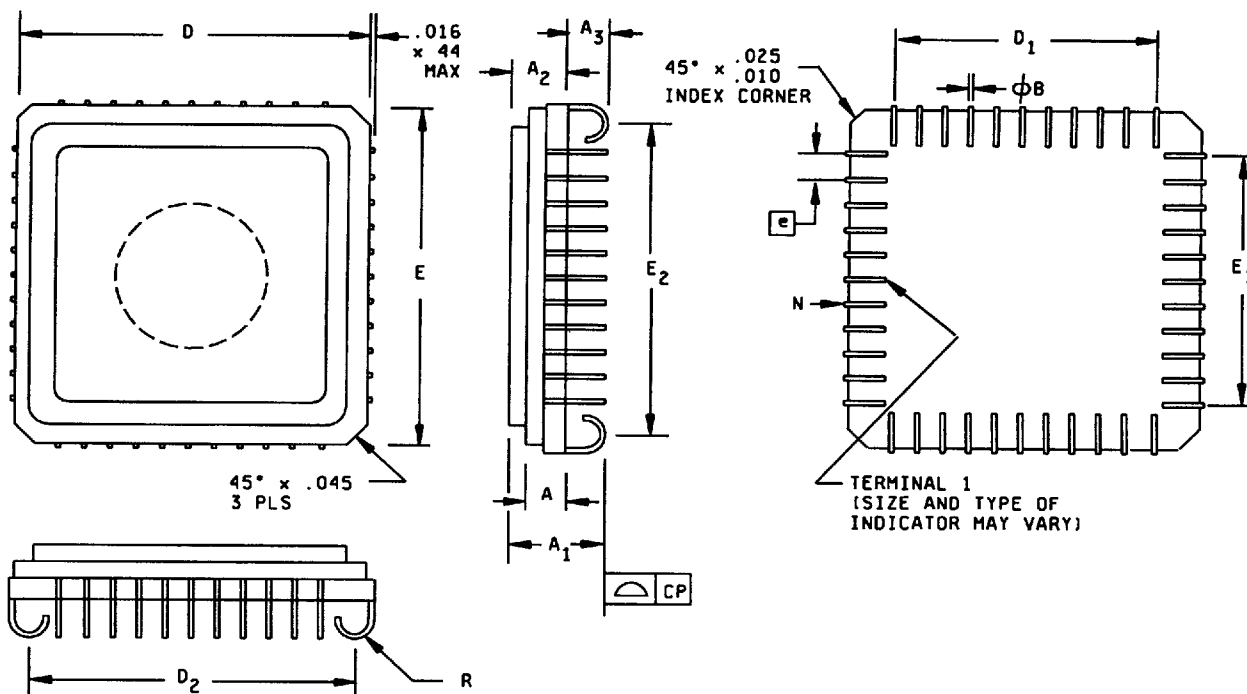 D
.016
× 44
MAX
A3
A2
45° × .025
.010
INDEX CORNER
D1
ΦB
e
E
E2
N
E
45° × .045
3 PLS
A
A1
TERMINAL 1
(SIZE AND TYPE OF
INDICATOR MAY VARY)
CP
D2
R